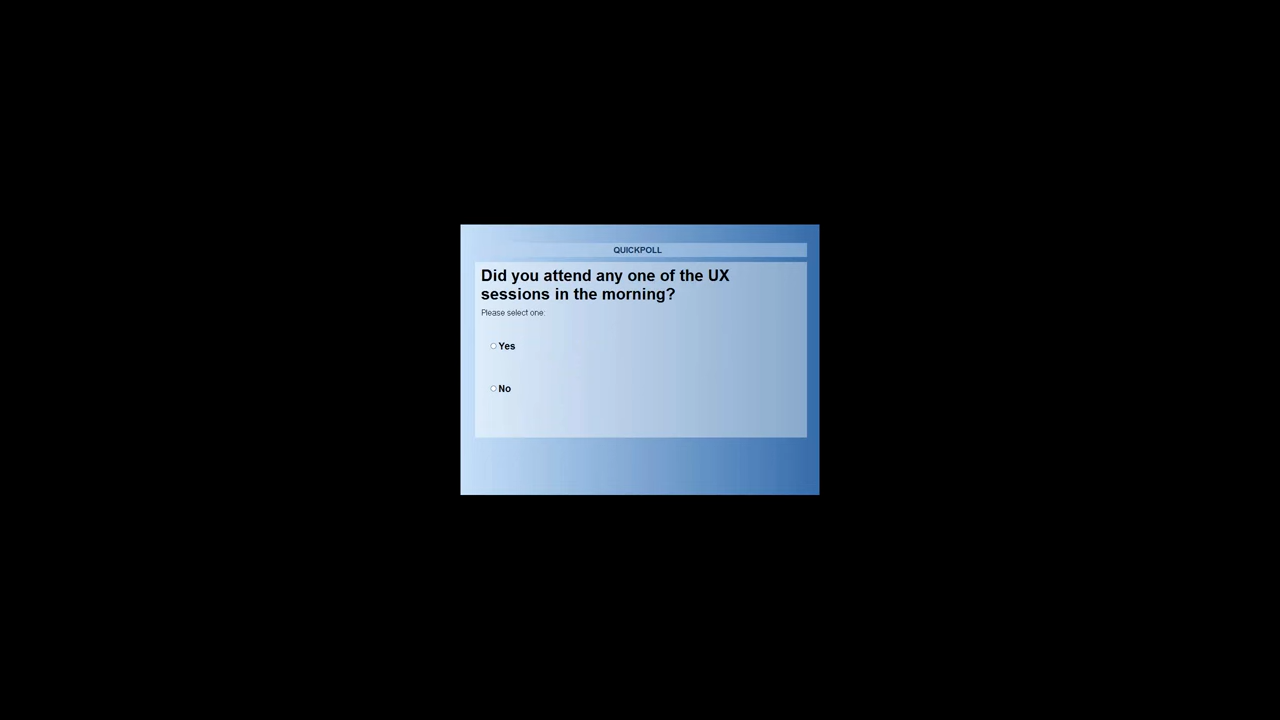 QUICKPOLL
Did you attend any one of the UX
sessions in the morning?
Please select one:
Yes
No